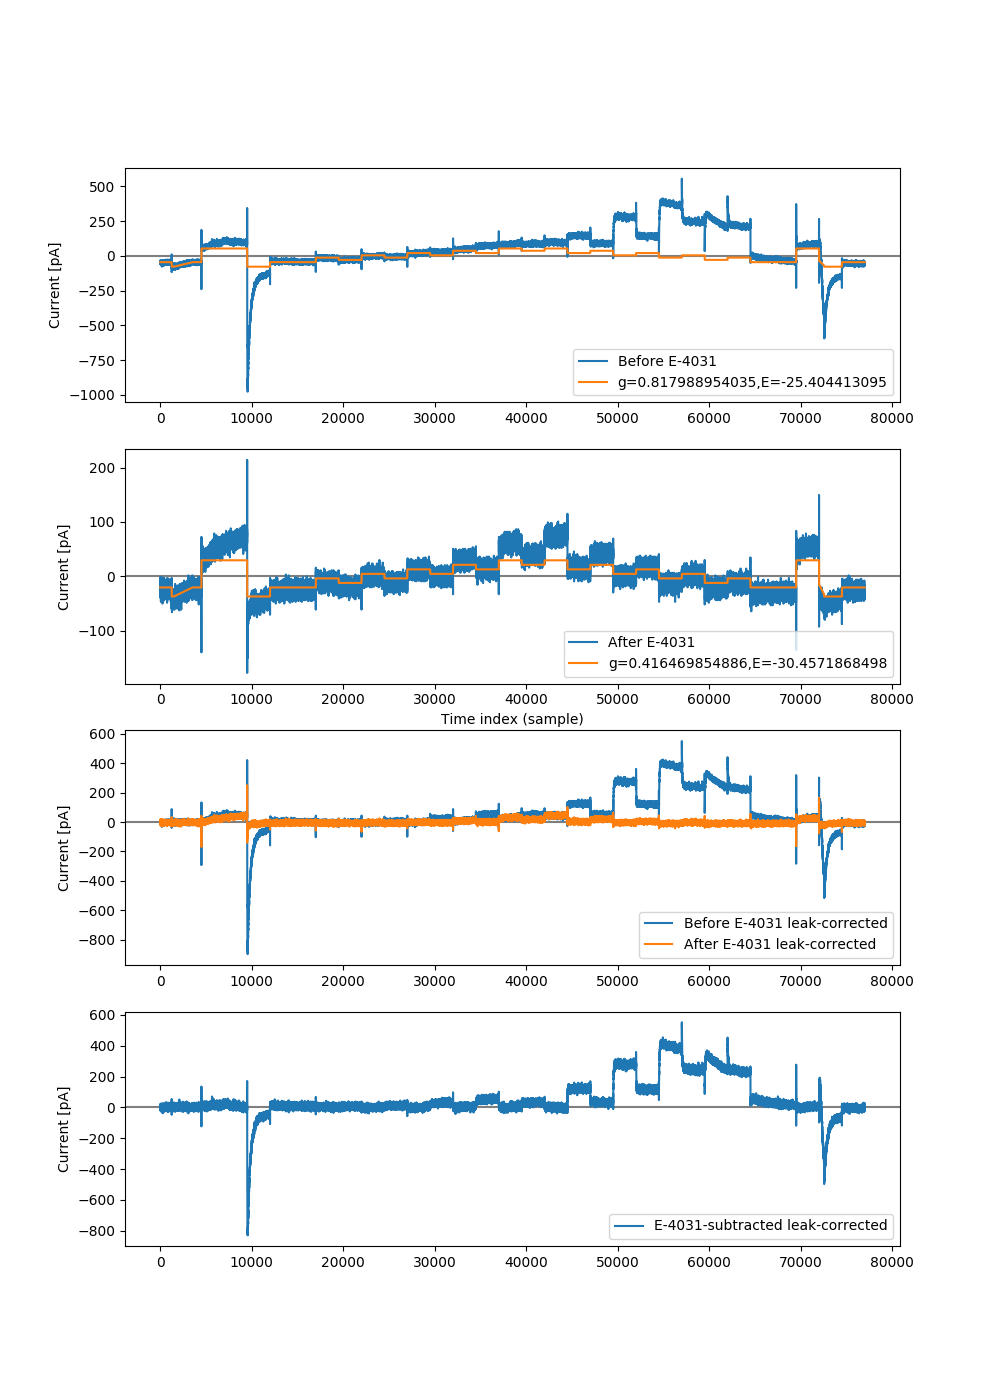 500
250
0
−250
−500
−750
−1000
Current [pA]
Before E-4031
g=0.817988954035,E=-25.404413095
0 10000 20000 30000 40000 50000 60000 70000 80000
200
100
0
−100
Current [pA]
After E-4031
g=0.416469854886,E=-30.4571868498
0 10000 20000 30000 40000 50000 60000 70000 80000
Time index (sample)
600
400
200
0
−200
−400
−600
−800
Current [pA]
Before E-4031 leak-corrected
After E-4031 leak-corrected
0 10000 20000 30000 40000 50000 60000 70000 80000
600
400
200
0
−200
−400
−600
−800
Current [pA]
E-4031-subtracted leak-corrected
0 10000 20000 30000 40000 50000 60000 70000 80000